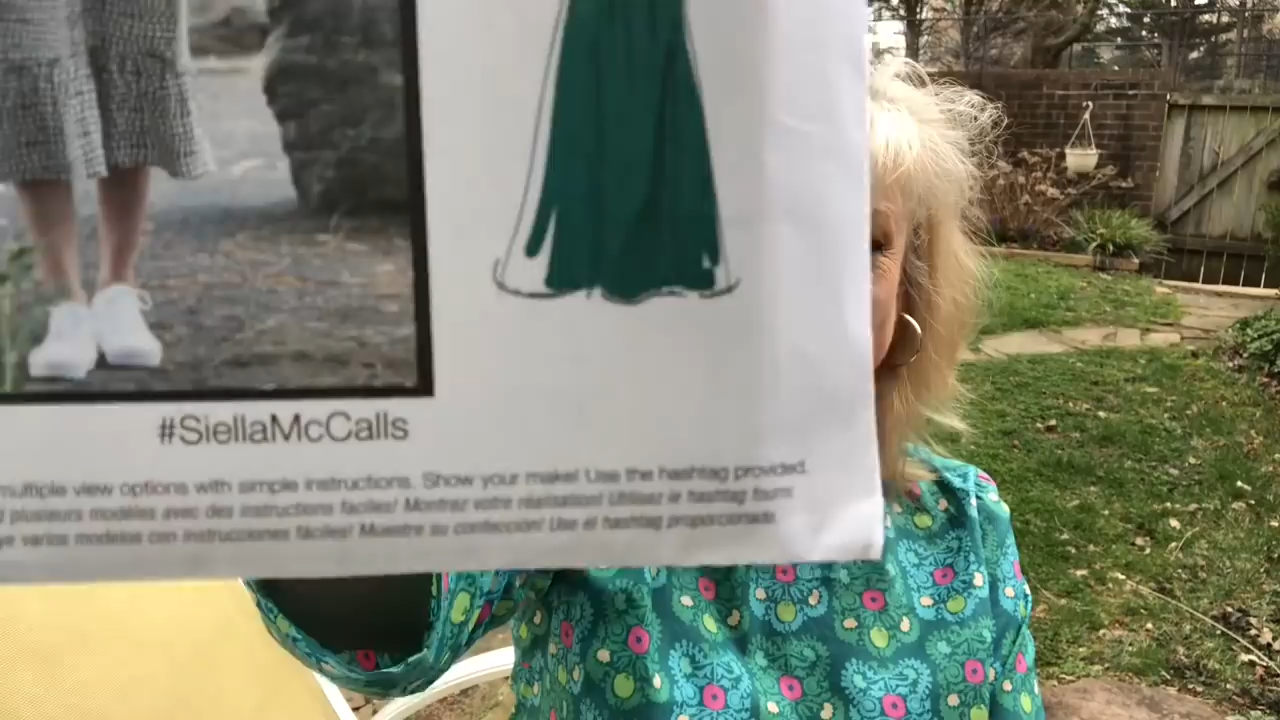 #SiellaMcCalls
multiple view options with simple instructions. Show your make! Use the hashtag provided.
plusieurs modèles avec des instructions faciles! Montrez votre réalisation! Utilisez le hashtag fourni
varios modelos con instrucciones fáciles! Muestre su confección! Use el hashtag proporcionado